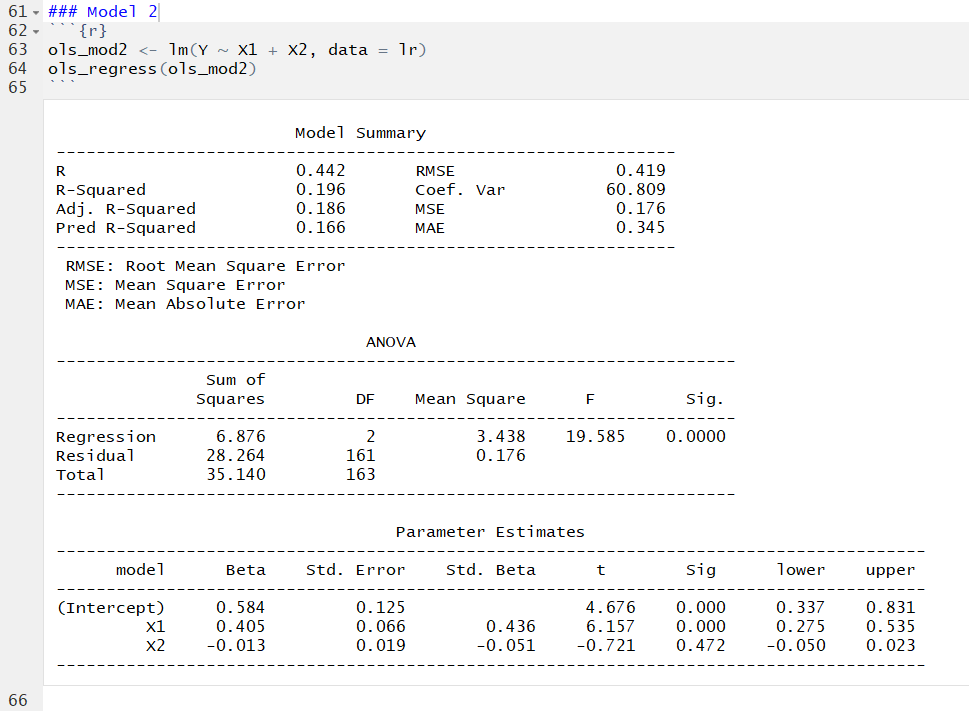 61 ### Model 2
62 ```{r}
63 ols_mod2 <- lm(Y ~ X1 + X2, data = lr)
64 ols_regress(ols_mod2)
65 ```
Model Summary
-----------------------------------------------------------------
R 0.442 RMSE 0.419
R-Squared 0.196 Coef. Var 60.809
Adj. R-Squared 0.186 MSE 0.176
Pred R-Squared 0.166 MAE 0.345
-----------------------------------------------------------------
RMSE: Root Mean Square Error
MSE: Mean Square Error
MAE: Mean Absolute Error
ANOVA
-----------------------------------------------------------------------
Sum of
Squares DF Mean Square F Sig.
-----------------------------------------------------------------------
Regression 6.876 2 3.438 19.585 0.0000
Residual 28.264 161 0.176
Total 35.140 163
-----------------------------------------------------------------------
Parameter Estimates
------------------------------------------------------------------------------------------
model Beta Std. Error Std. Beta t Sig lower upper
------------------------------------------------------------------------------------------
(Intercept) 0.584 0.125 4.676 0.000 0.337 0.831
X1 0.405 0.066 0.436 6.157 0.000 0.275 0.535
X2 -0.013 0.019 -0.051 -0.721 0.472 -0.050 0.023
------------------------------------------------------------------------------------------
66